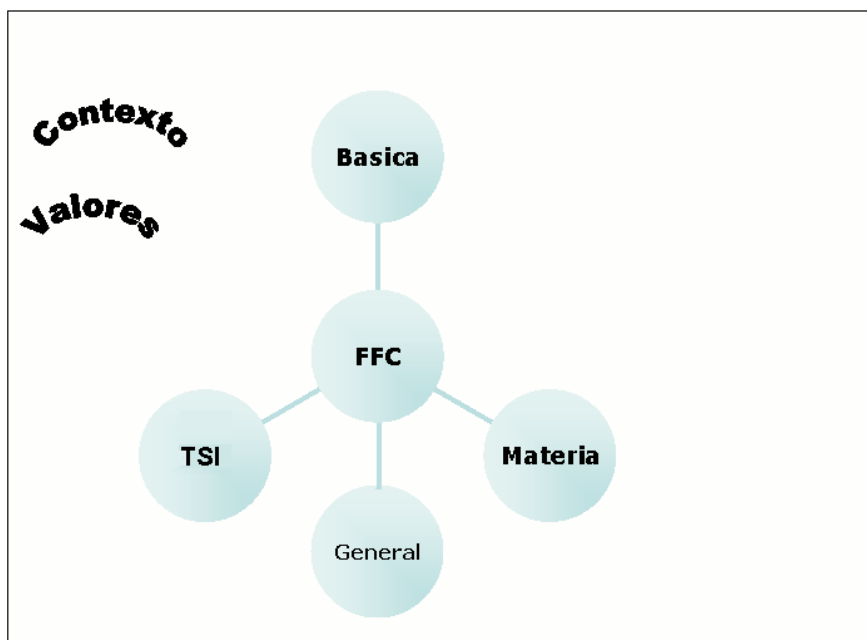 Contexto
Valores
Basica
FFC
TSI
Materia
General